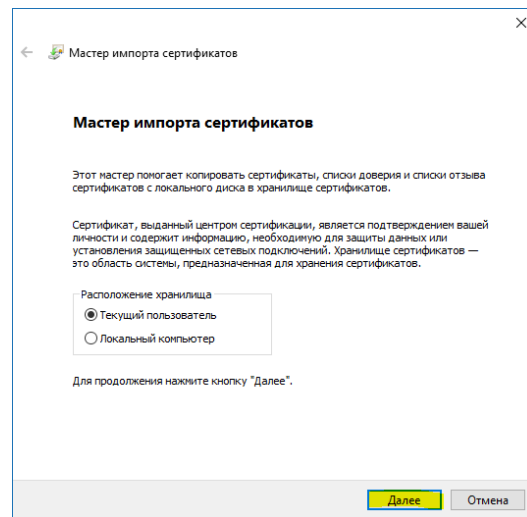 Мастер импорта сертификатов
Мастер импорта сертификатов
Этот мастер помогает копировать сертификаты, списки доверия и списки отзыва
сертификатов с локального диска в хранилище сертификатов.
Сертификат, выданный центром сертификации, является подтверждением вашей
личности и содержит информацию, необходимую для защиты данных или
установления защищенных сетевых подключений. Хранилище сертификатов —
это область системы, предназначенная для хранения сертификатов.
Расположение хранилища
Текущий пользователь
Локальный компьютер
Для продолжения нажмите кнопку "Далее".
Далее
Отмена